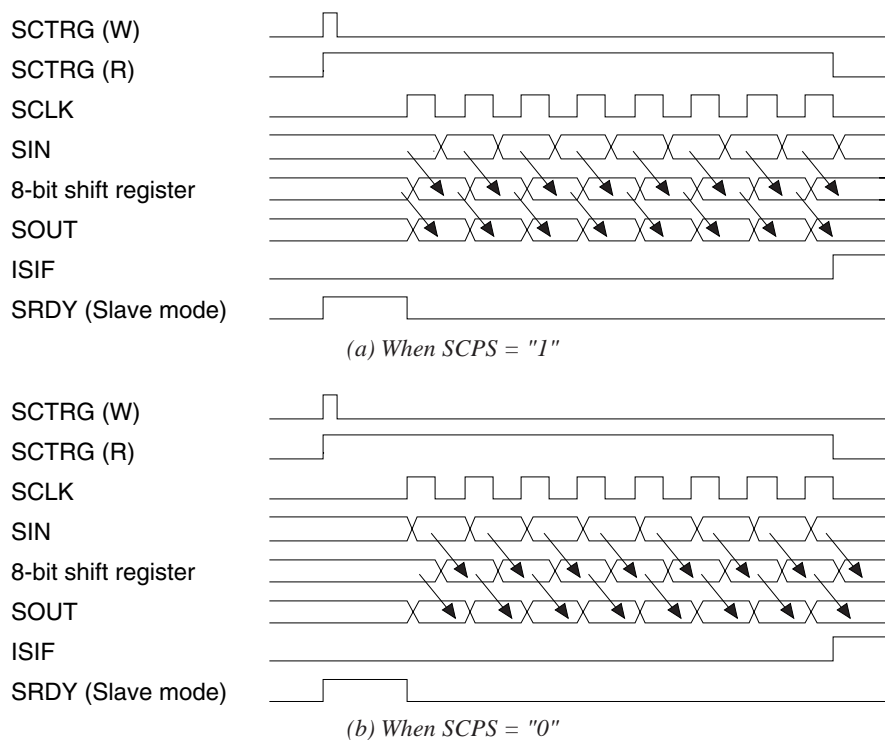 SCTRG (W)
SCTRG (R)
SCLK
SIN
8-bit shift register
SOUT
ISIF
SRDY (Slave mode)
(a) When SCPS = "1"
SCTRG (W)
SCTRG (R)
SCLK
SIN
8-bit shift register
SOUT
ISIF
SRDY (Slave mode)
(b) When SCPS = "0"